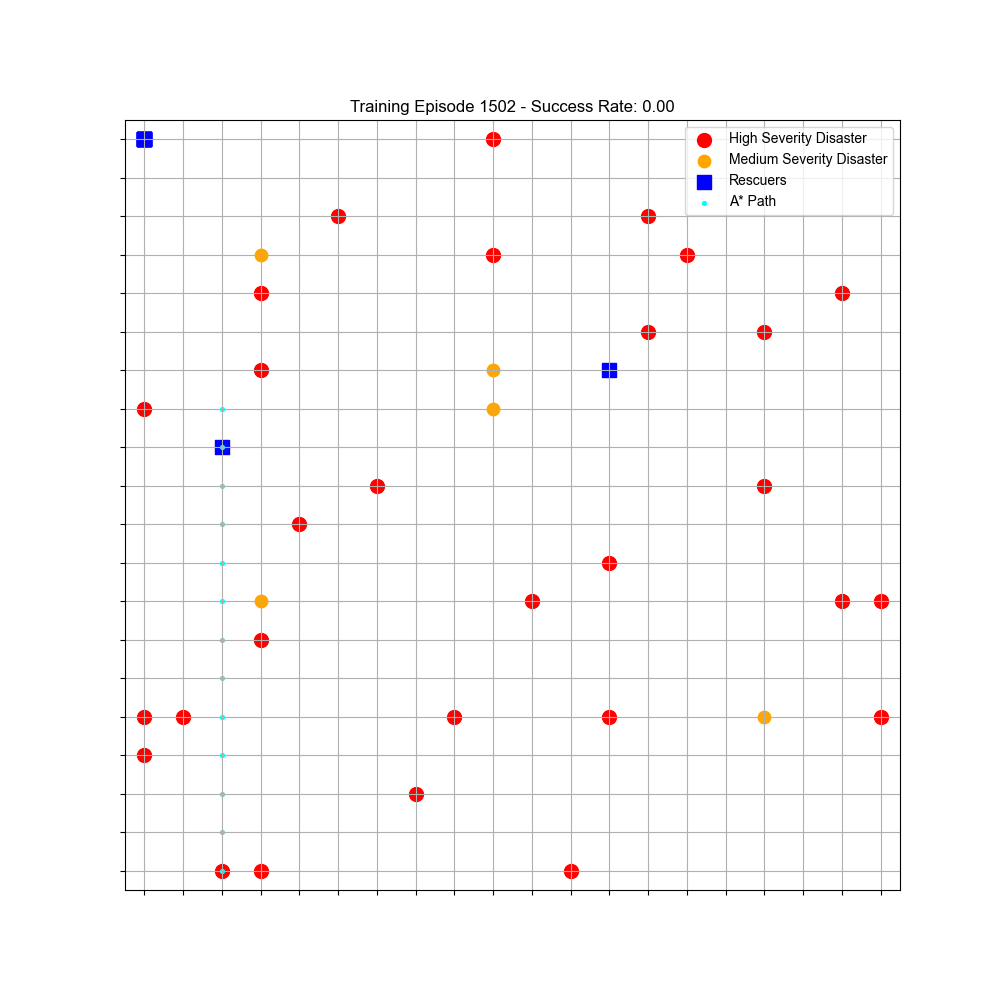 Training Episode 1502 - Success Rate: 0.00
High Severity Disaster
Medium Severity Disaster
Rescuers
A* Path